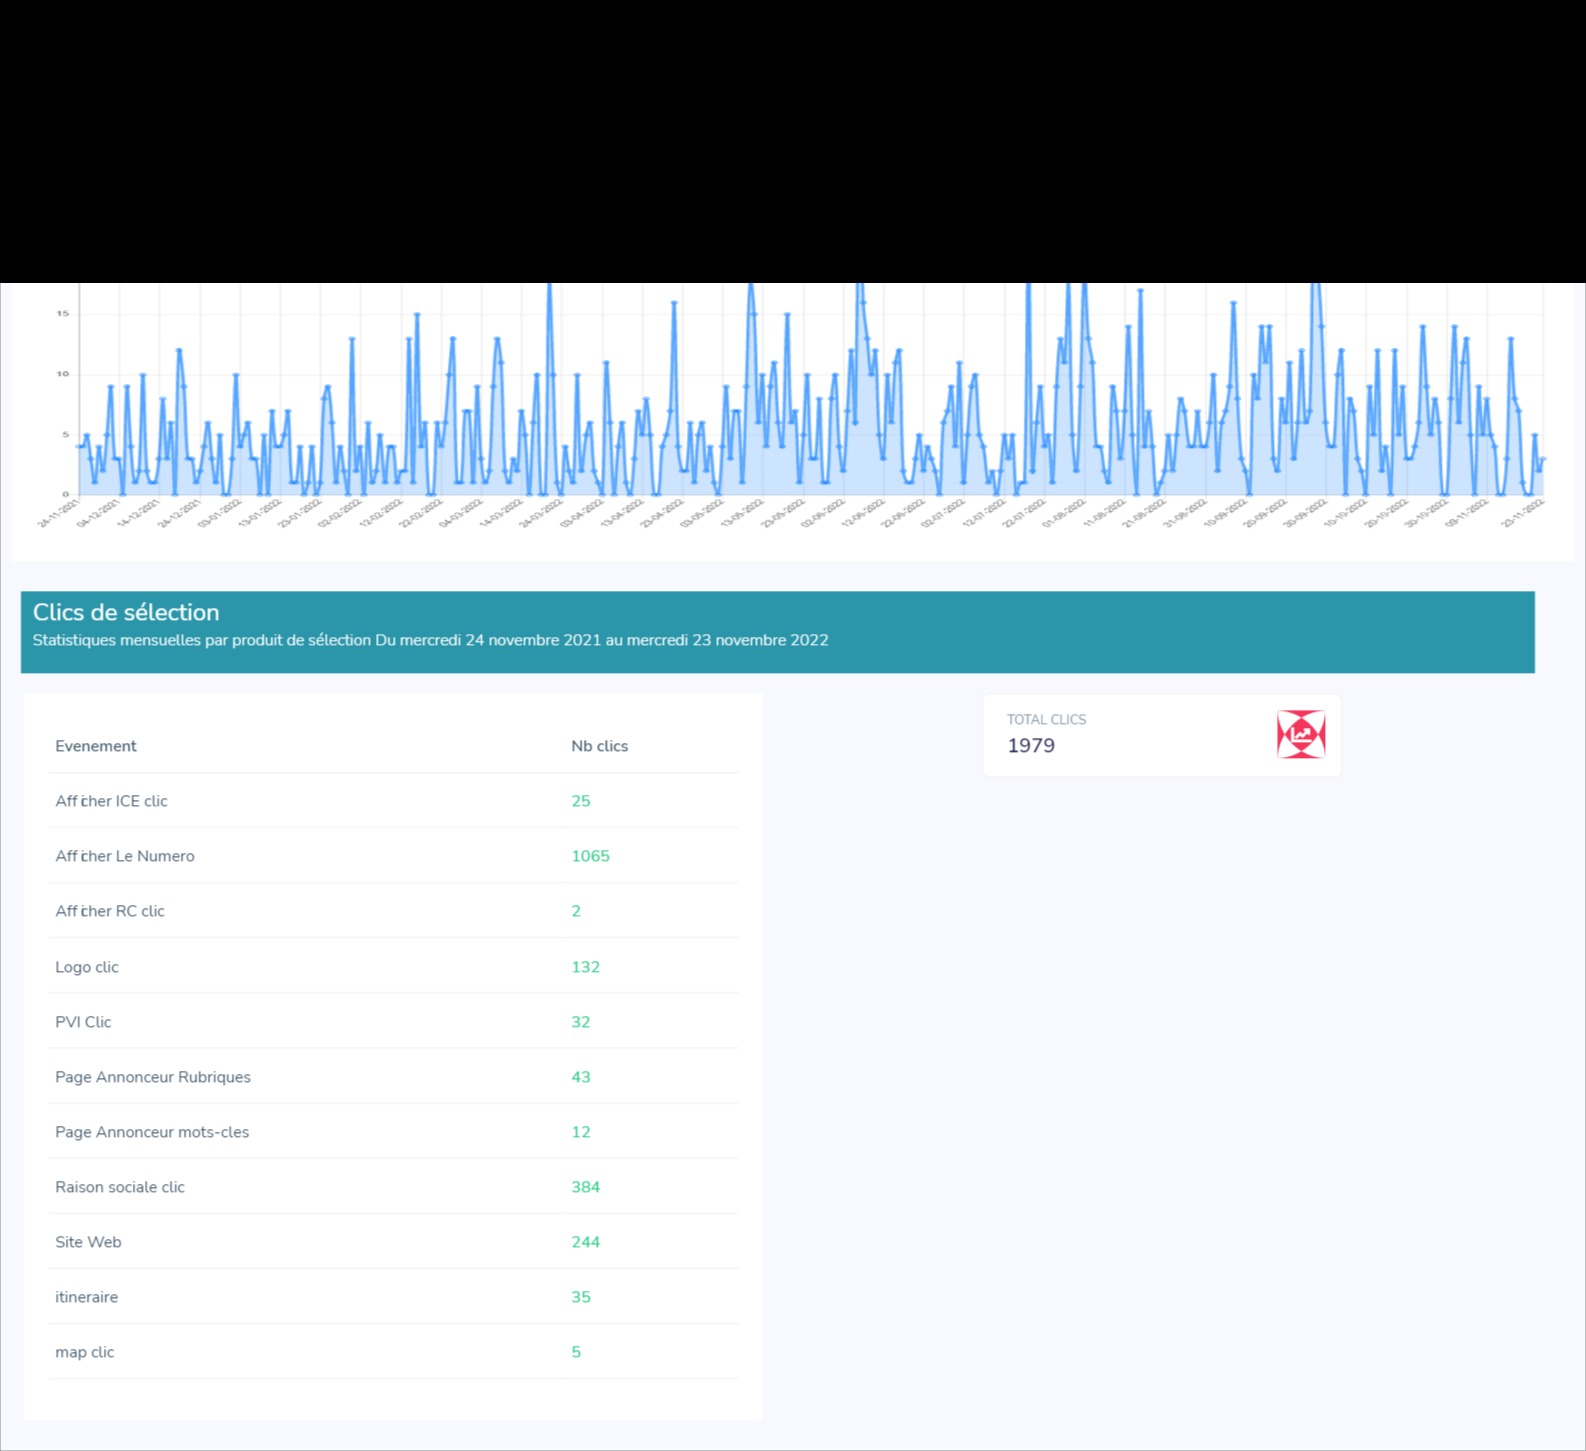 15
10
5
0
24-11-2021 04-12-2021 14-12-2021 24-12-2021 03-01-2022 13-01-2022 23-01-2022 02-02-2022 12-02-2022 22-02-2022 04-03-2022 14-03-2022 24-03-2022 03-04-2022 13-04-2022 23-04-2022 03-05-2022 13-05-2022 23-05-2022 02-06-2022 12-06-2022 22-06-2022 02-07-2022 12-07-2022 22-07-2022 01-08-2022 11-08-2022 21-08-2022 31-08-2022 10-09-2022 20-09-2022 30-09-2022 10-10-2022 20-10-2022 30-10-2022 09-11-2022 23-11-2022
Clics de sélection
Statistiques mensuelles par produit de sélection Du mercredi 24 novembre 2021 au mercredi 23 novembre 2022
TOTAL CLICS
1979
Evenement Nb clics
Afficher ICE clic 25
Afficher Le Numero 1065
Afficher RC clic 2
Logo clic 132
PVI Clic 32
Page Annonceur Rubriques 43
Page Annonceur mots-cles 12
Raison sociale clic 384
Site Web 244
itineraire 35
map clic 5